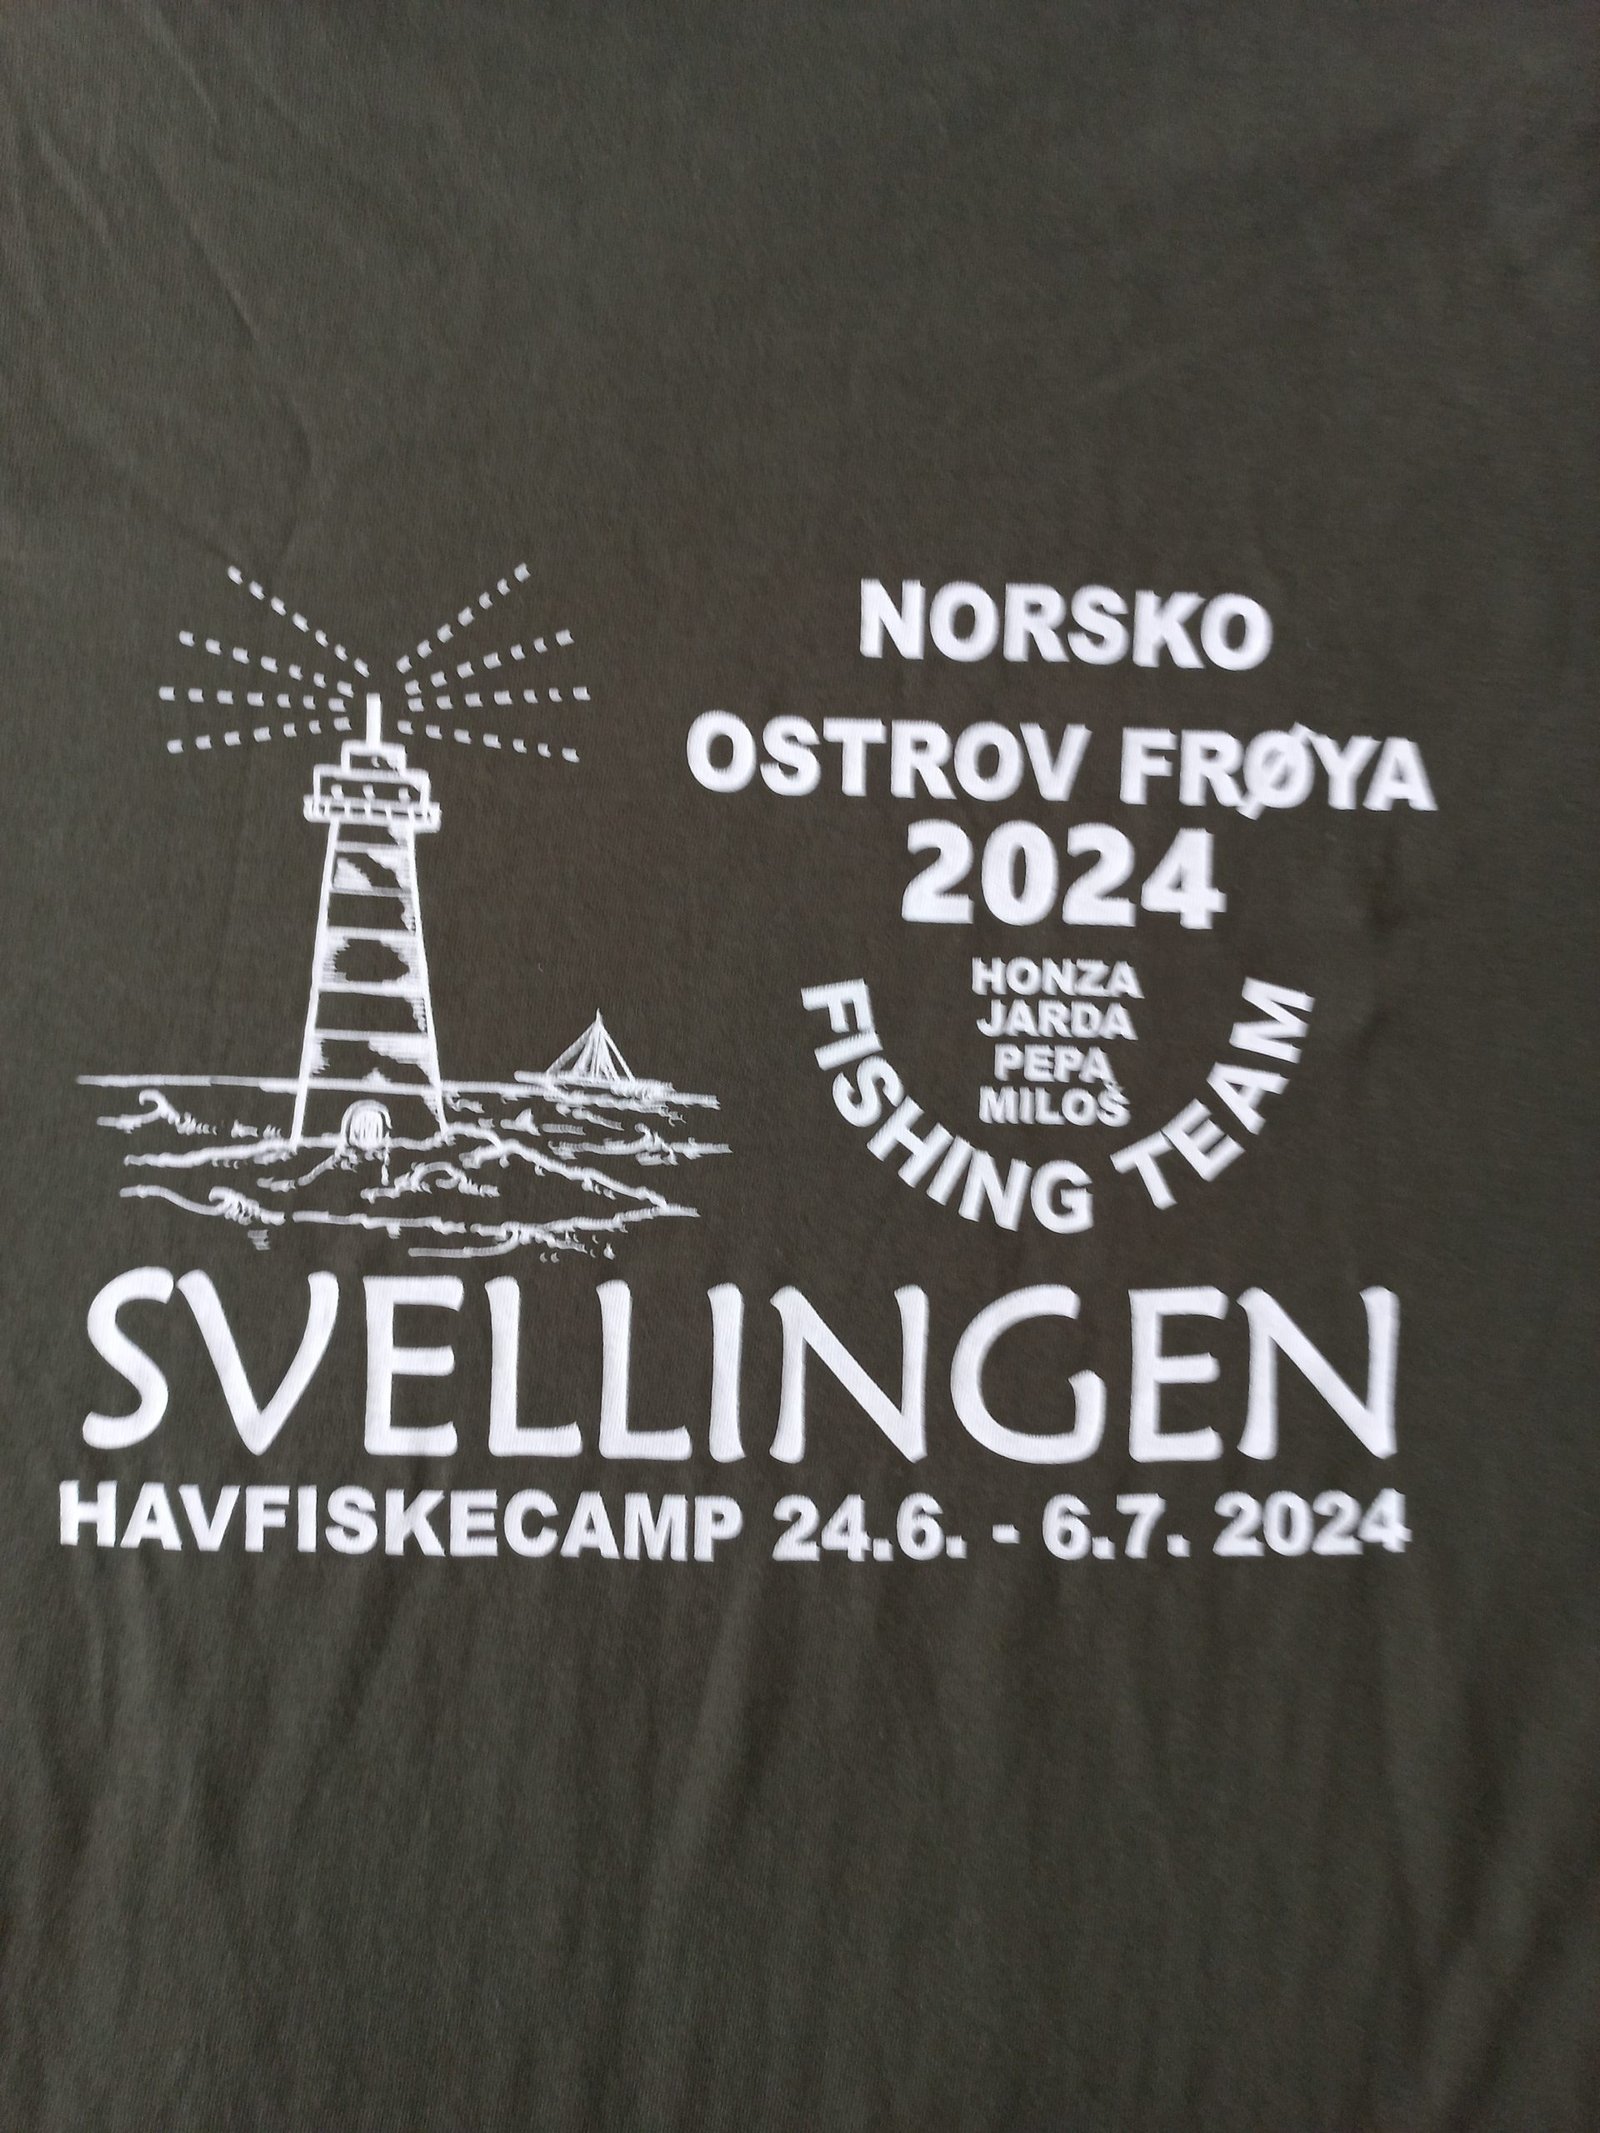 NORSKO
OSTROV FRØYA
2024
HONZA
JARDA
PEPA
MILOŠ
FISHING TEAM
SVELLINGEN
HAVFISKECAMP 24.6. - 6.7. 2024